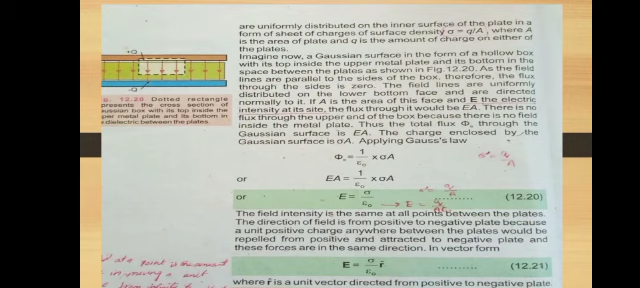 are uniformly distributed on the inner surface of the plate in a
form of sheet of charges of surface density σ = q/A, where A
is the area of plate and q is the amount of charge on either of
the plates.
Imagine now, a Gaussian surface in the form of a hollow box
with its top inside the upper metal plate and its bottom in the
space between the plates as shown in Fig. 12.20. As the field
lines are parallel to the sides of the box, therefore, the flux
through the sides is zero. The field lines are uniformly
distributed on the lower bottom face and are directed
normally to it. If A is the area of this face and E the electric
intensity at its site, the flux through it would be EA. There is no
flux through the upper end of the box because there is no field
inside the metal plate. Thus the total flux Φₑ through the
Gaussian surface is EA. The charge enclosed by the
Gaussian surface is σA. Applying Gauss's law
Φₑ = 1/ε₀ x σA
σ = q/A
or EA = 1/ε₀ x σA
σ = q/A
or E = σ/ε₀ .......... (12.20)
→ E =
The field intensity is the same at all points between the plates.
The direction of field is from positive to negative plate because
a unit positive charge anywhere between the plates would be
repelled from positive and attracted to negative plate and
these forces are in the same direction. In vector form
E = σ/ε₀ r̂ .......... (12.21)
where r̂ is a unit vector directed from positive to negative plate.
+Q
-Q
12.20 Dotted rectangle
presents the cross section of
ussian box with its top inside the
per metal plate and its bottom in
dielectric between the plates.
at a point is the amount
in moving a unit
from infinite to